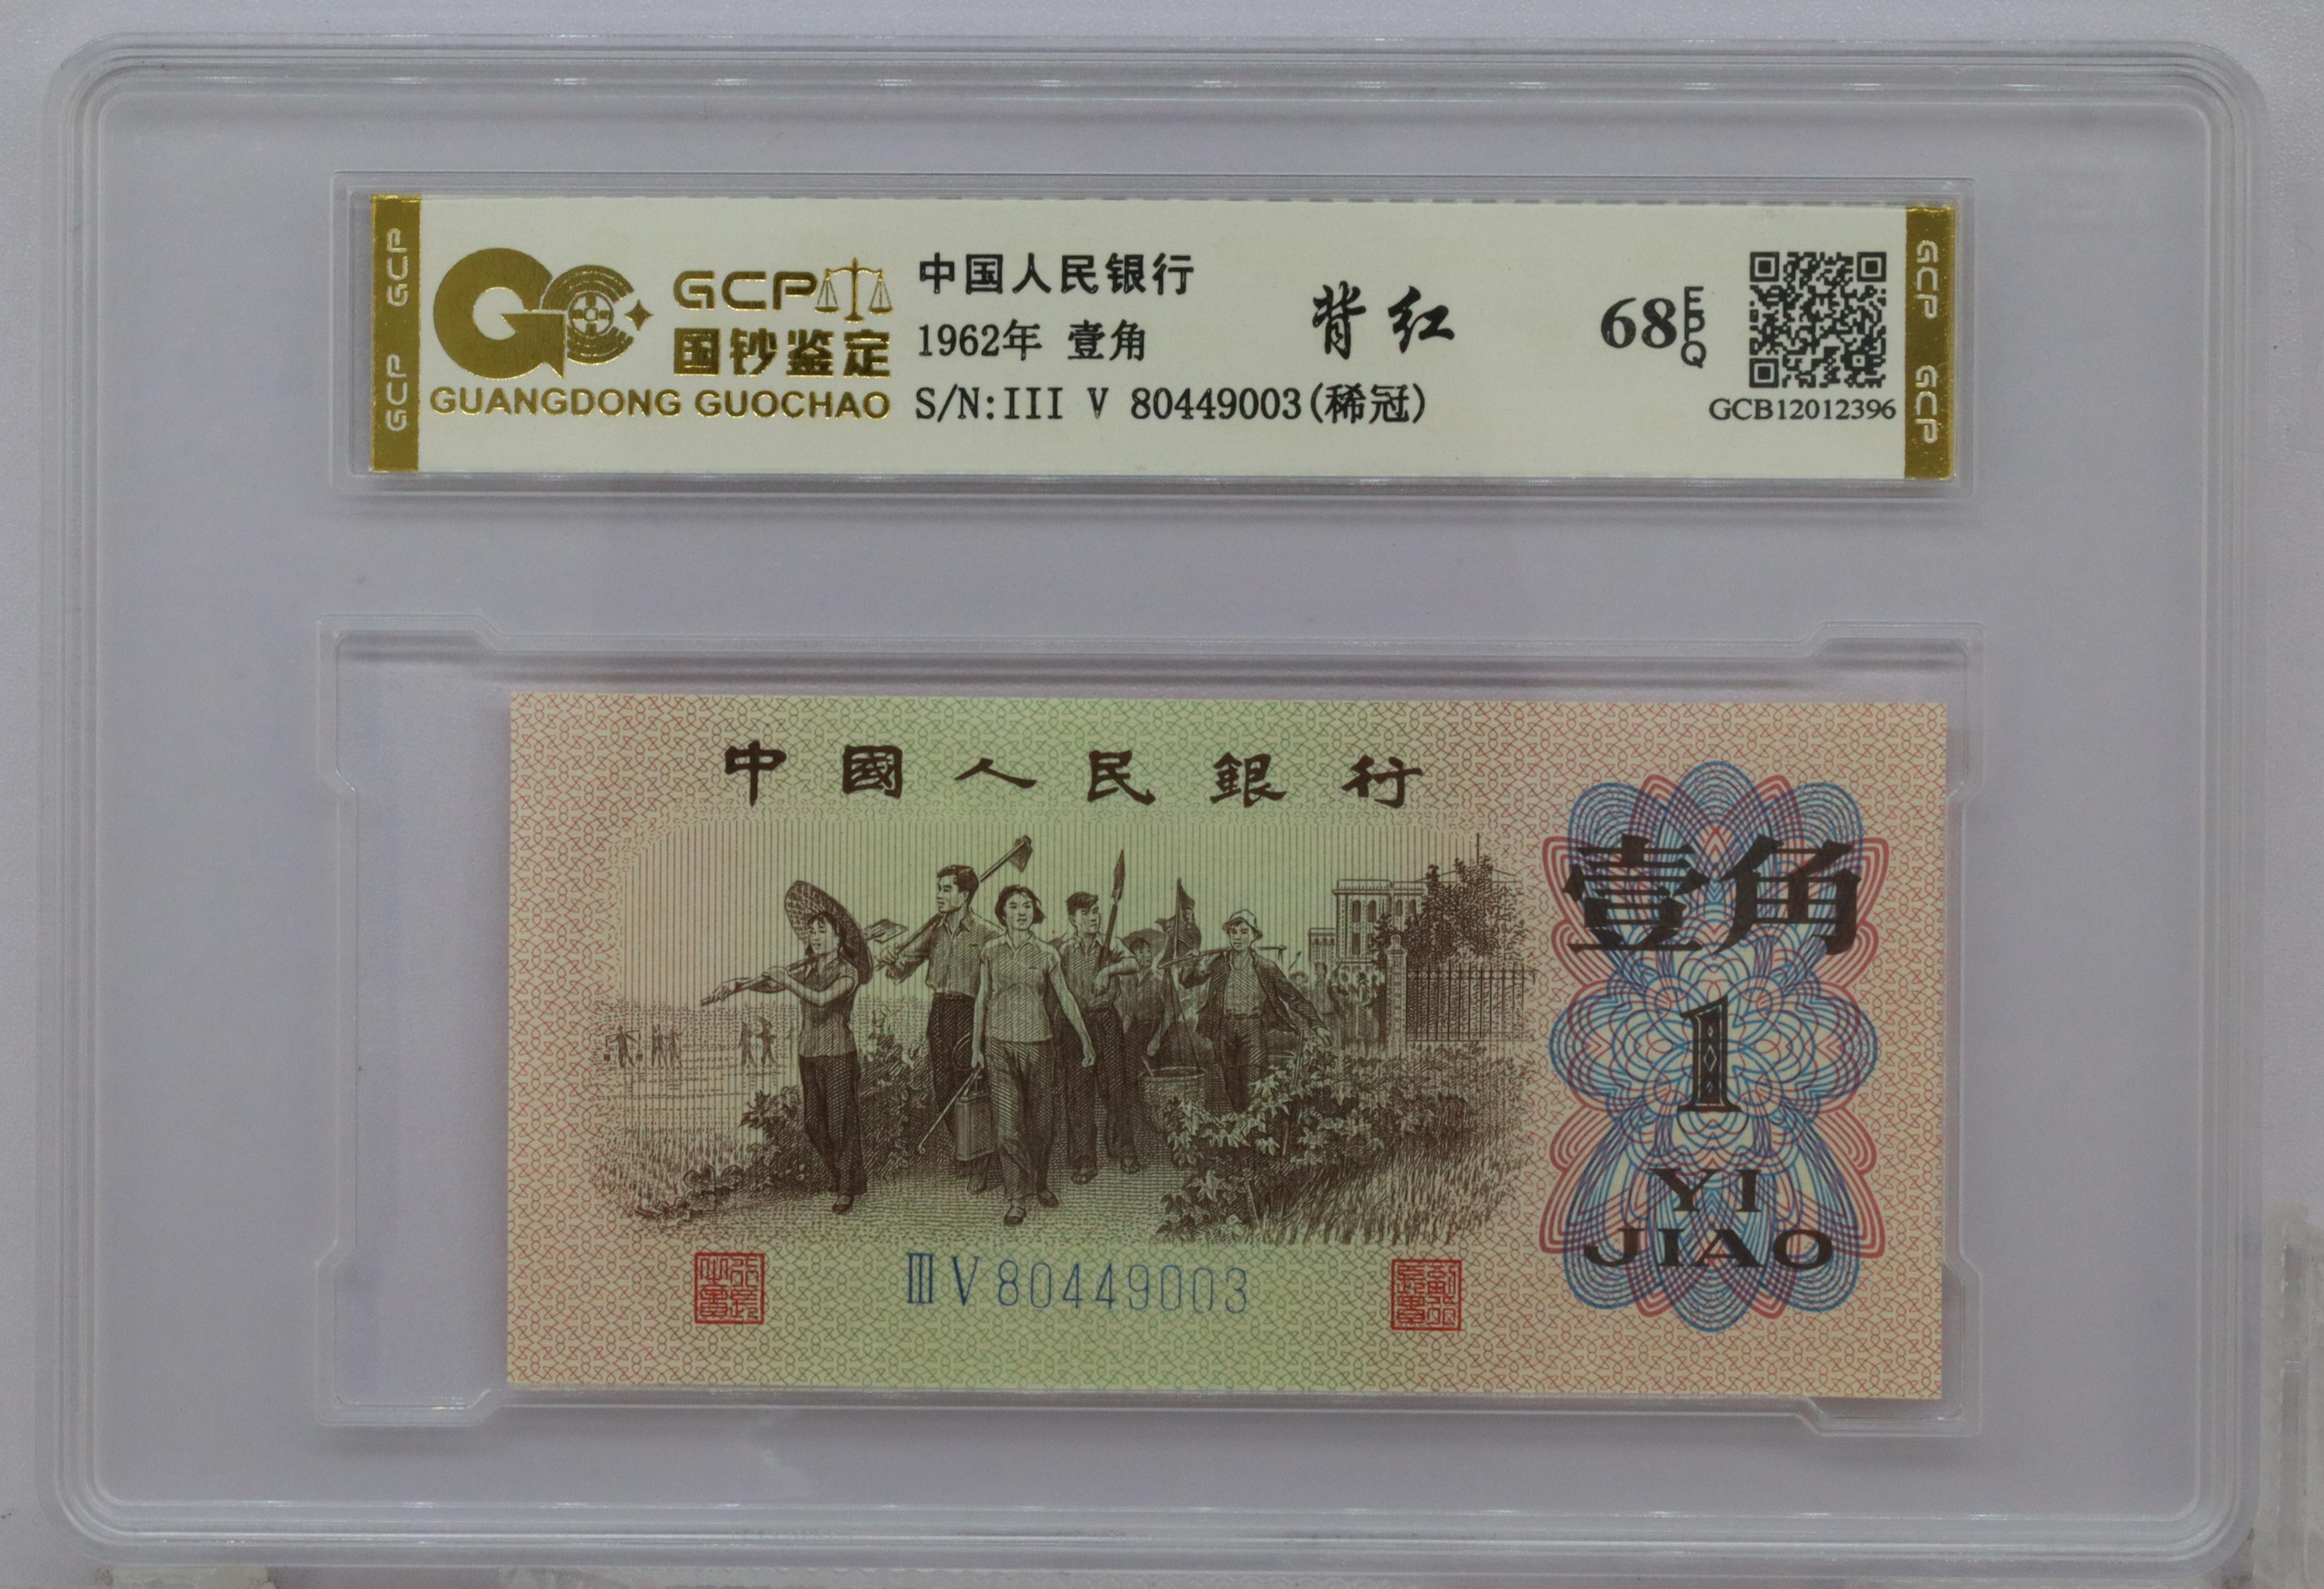 GCP GCP
GCP
国钞鉴定
GUANGDONG GUOCHAO
中国人民银行
1962年 壹角
S/N:III V 80449003(稀冠)
背红
68 EPQ
GCB12012396
GCP GCP
中國人民銀行
壹角
1
YI
JIAO
III V 80449003